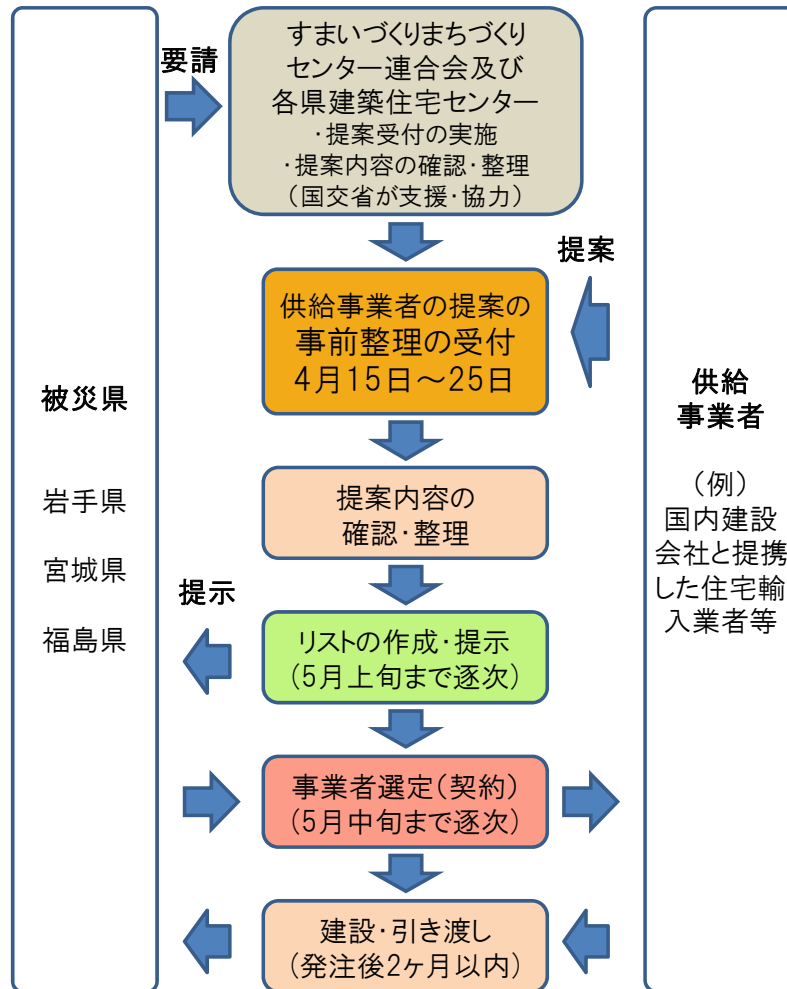 要請
すまいづくりまちづくり
センター連合会及び
各県建築住宅センター
・提案受付の実施
・提案内容の確認・整理
（国交省が支援・協力）
提案
供給事業者の提案の
事前整理の受付
4月15日～25日
被災県
岩手県
宮城県
福島県
供給
事業者
（例）
国内建設
会社と提携
した住宅輸
入業者等
提案内容の
確認・整理
提示
リストの作成・提示
（5月上旬まで逐次）
事業者選定（契約）
（5月中旬まで逐次）
建設・引き渡し
（発注後2ヶ月以内）